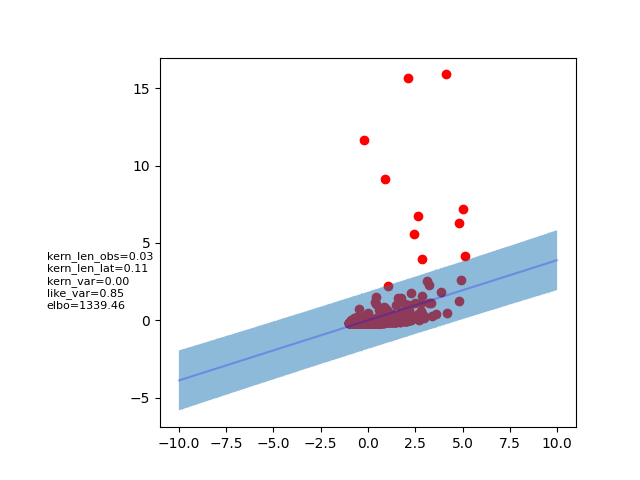 15
10
5
0
−5
kern_len_obs=0.03
kern_len_lat=0.11
kern_var=0.00
like_var=0.85
elbo=1339.46
−10.0 −7.5 −5.0 −2.5 0.0 2.5 5.0 7.5 10.0